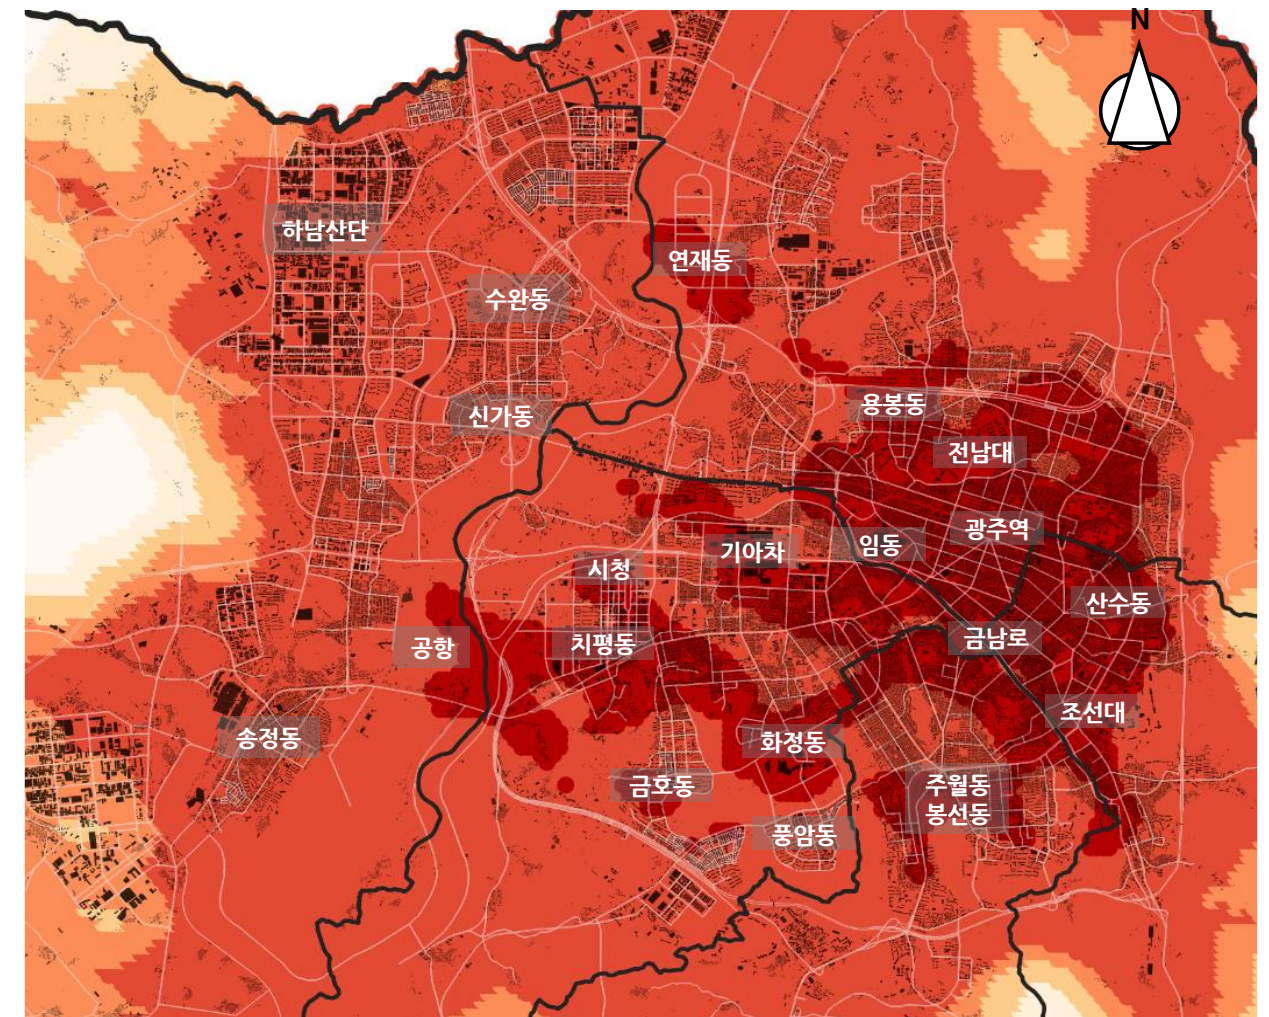 N
하남산단
연재동
수완동
용봉동
신가동
전남대
광주역
임동
기아차
시청
산수동
금남로
치평동
공항
조선대
송정동
화정동
금호동
주월동
봉선동
풍암동